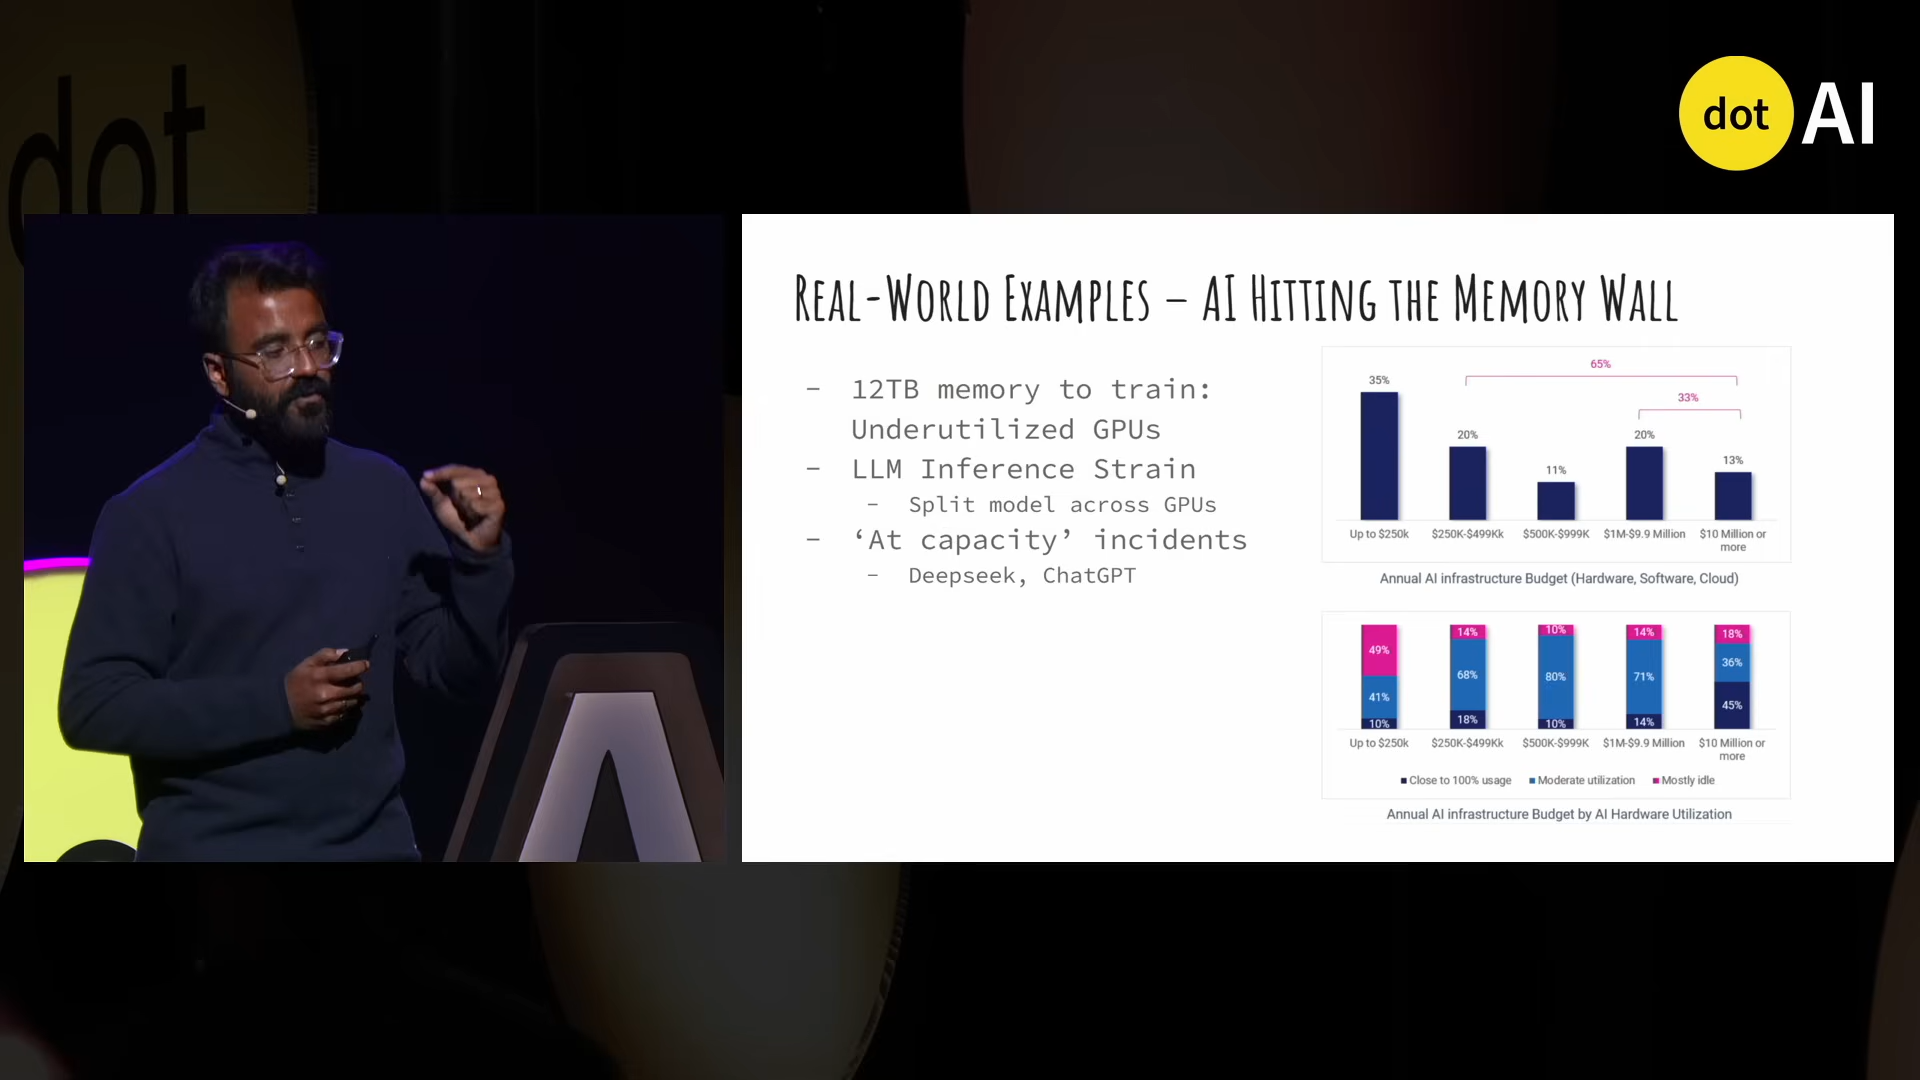 dot
dot AI
REAL-WORLD EXAMPLES – AI HITTING THE MEMORY WALL
- 12TB memory to train:
Underutilized GPUs
- LLM Inference Strain
- Split model across GPUs
- ‘At capacity’ incidents
- Deepseek, ChatGPT
65%
35%
33%
20%
20%
11%
13%
Up to $250k
$250K-$499Kk
$500K-$999K
$1M-$9.9 Million
$10 Million or
more
Annual AI infrastructure Budget (Hardware, Software, Cloud)
49%
41%
10%
14%
68%
18%
10%
80%
10%
14%
71%
14%
18%
36%
45%
Up to $250k
$250K-$499Kk
$500K-$999K
$1M-$9.9 Million
$10 Million or
more
Close to 100% usage
Moderate utilization
Mostly idle
Annual AI infrastructure Budget by AI Hardware Utilization
A